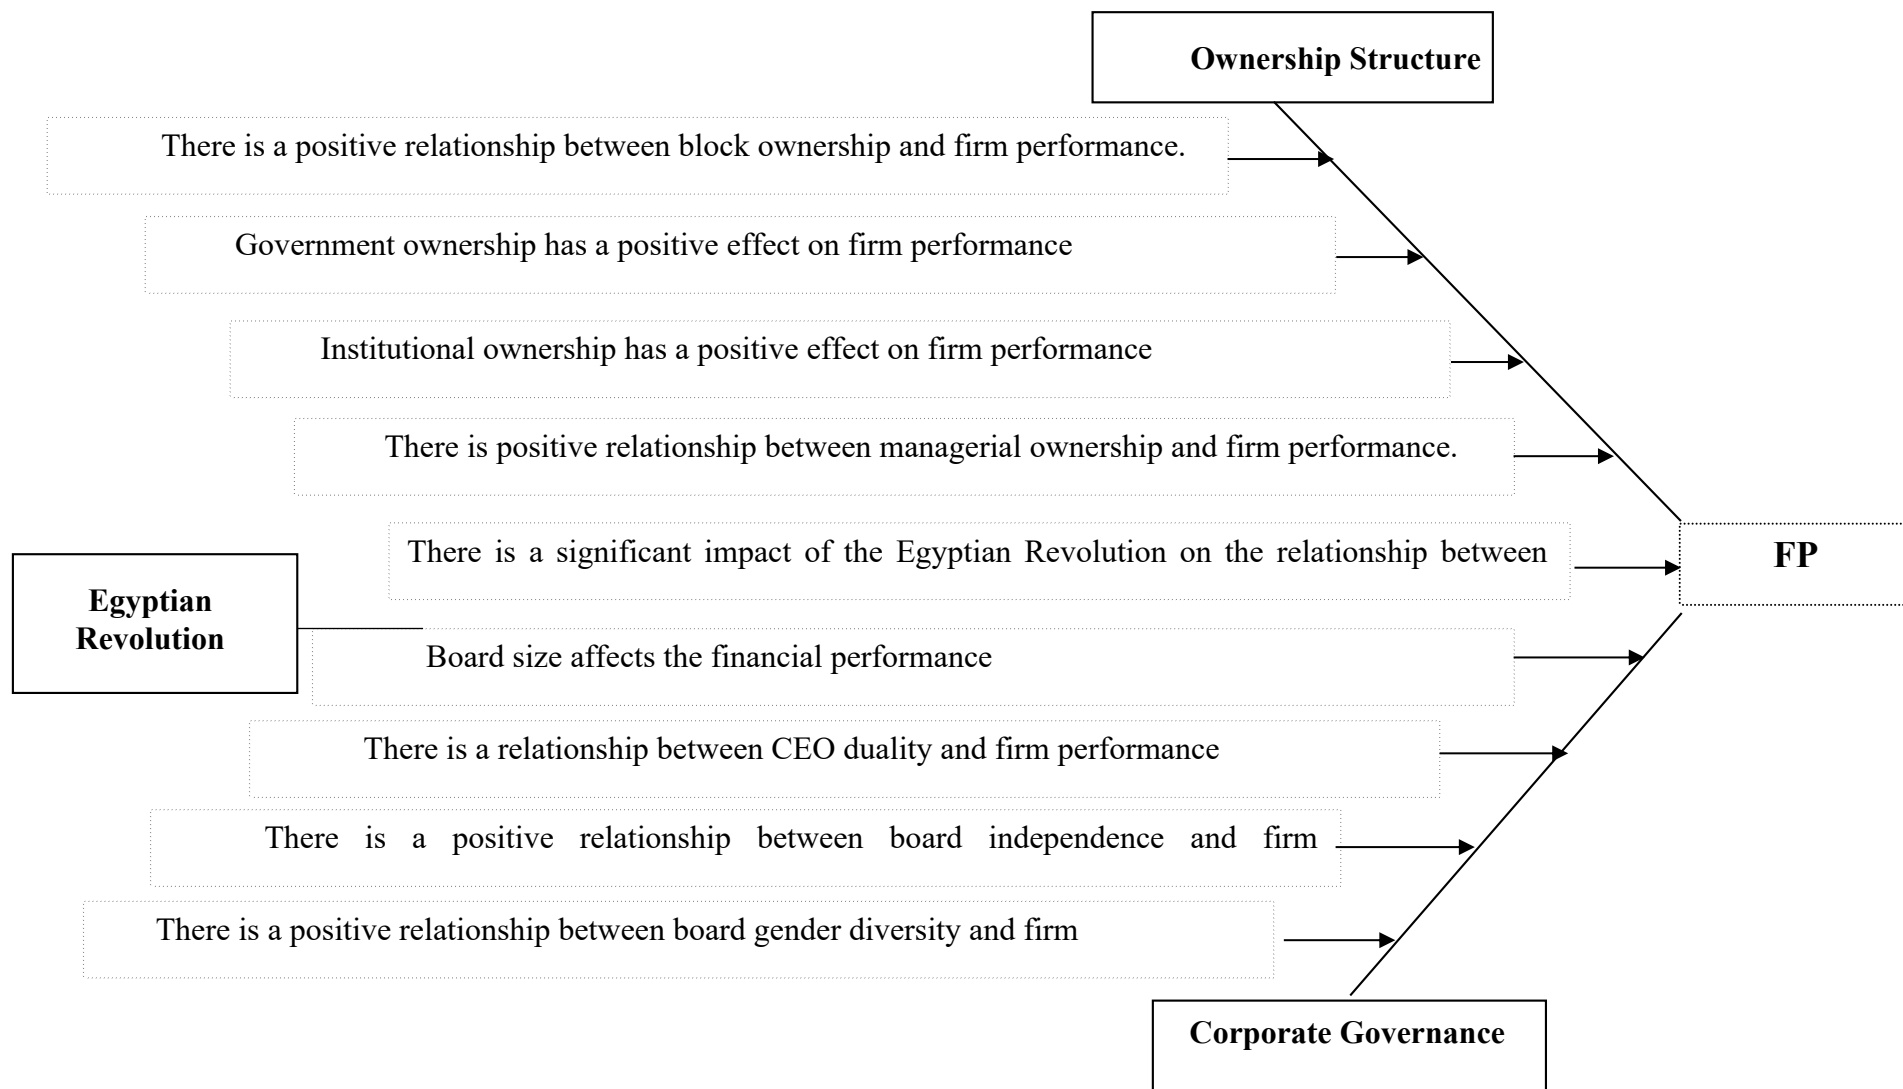 Ownership Structure
There is a positive relationship between block ownership and firm performance.
Government ownership has a positive effect on firm performance
Institutional ownership has a positive effect on firm performance
There is positive relationship between managerial ownership and firm performance.
There is a significant impact of the Egyptian Revolution on the relationship between
FP
Egyptian
Revolution
Board size affects the financial performance
There is a relationship between CEO duality and firm performance
There is a positive relationship between board independence and firm
There is a positive relationship between board gender diversity and firm
Corporate Governance